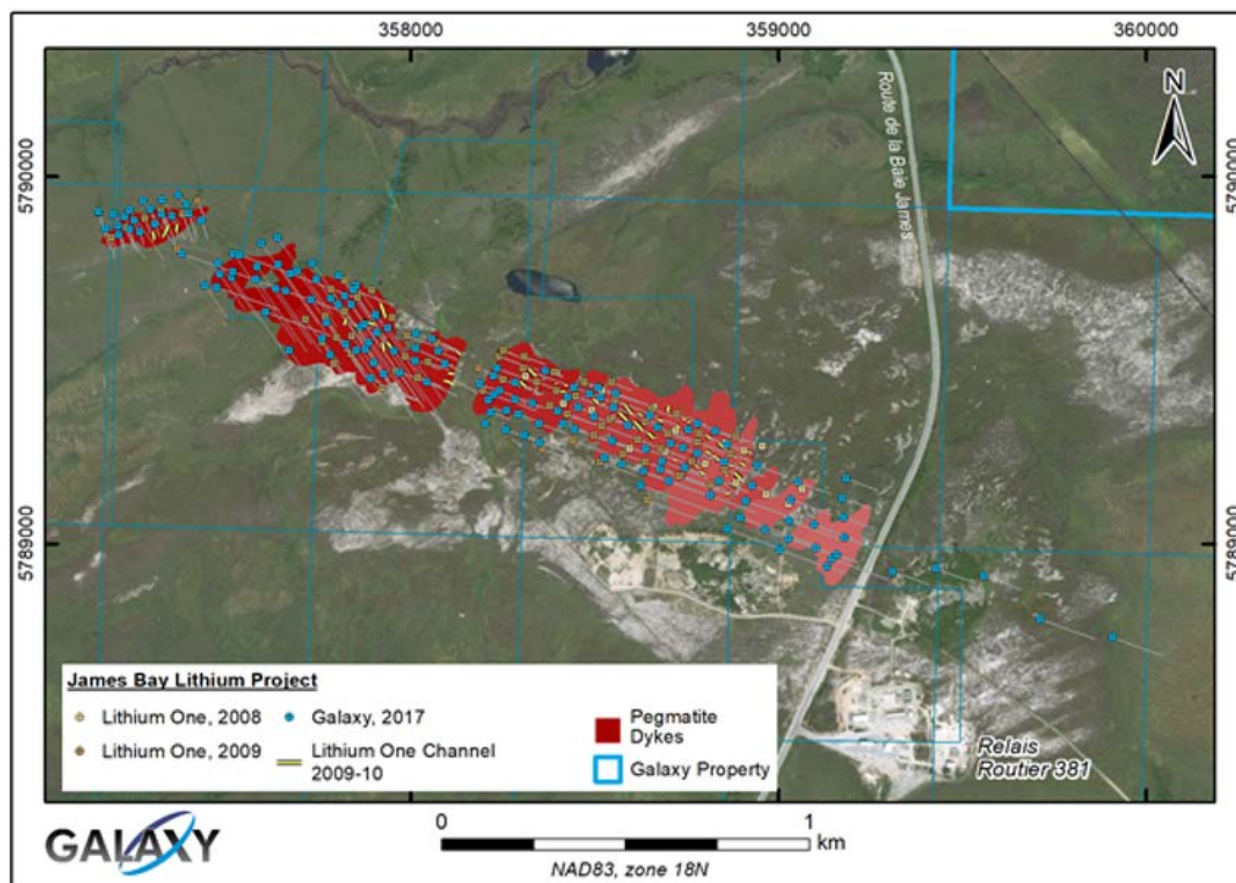 358000
359000
360000
5790000
5790000
5789000
5789000
N
Route de la Baie James
Relais
Routier 381
James Bay Lithium Project
Lithium One, 2008
Lithium One, 2009
Galaxy, 2017
Lithium One Channel
2009-10
Pegmatite
Dykes
Galaxy Property
GALAXY
0
1
km
NAD83, zone 18N